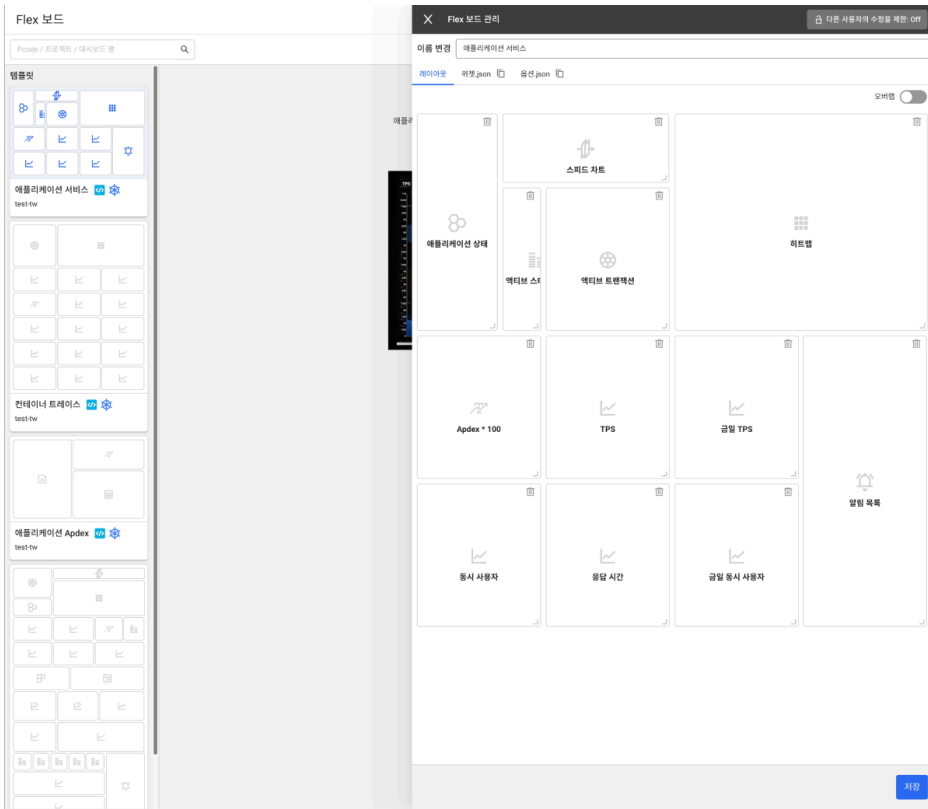 Flex 보드
Pcode / 프로젝트 / 대시보드 명
템플릿
애플리케이션 서비스
test-tw
컨테이너 트레이스
test-tw
애플리케이션 Apdex
test-tw
애플리
TPS
Flex 보드 관리
다른 사용자의 수정을 제한: Off
이름 변경
애플리케이션 서비스
레이아웃 위젯.json 옵션.json
오버랩
애플리케이션 상태
스피드 차트
액티브 스
액티브 트랜잭션
히트맵
Apdex * 100
TPS
금일 TPS
알림 목록
동시 사용자
응답 시간
금일 동시 사용자
저장